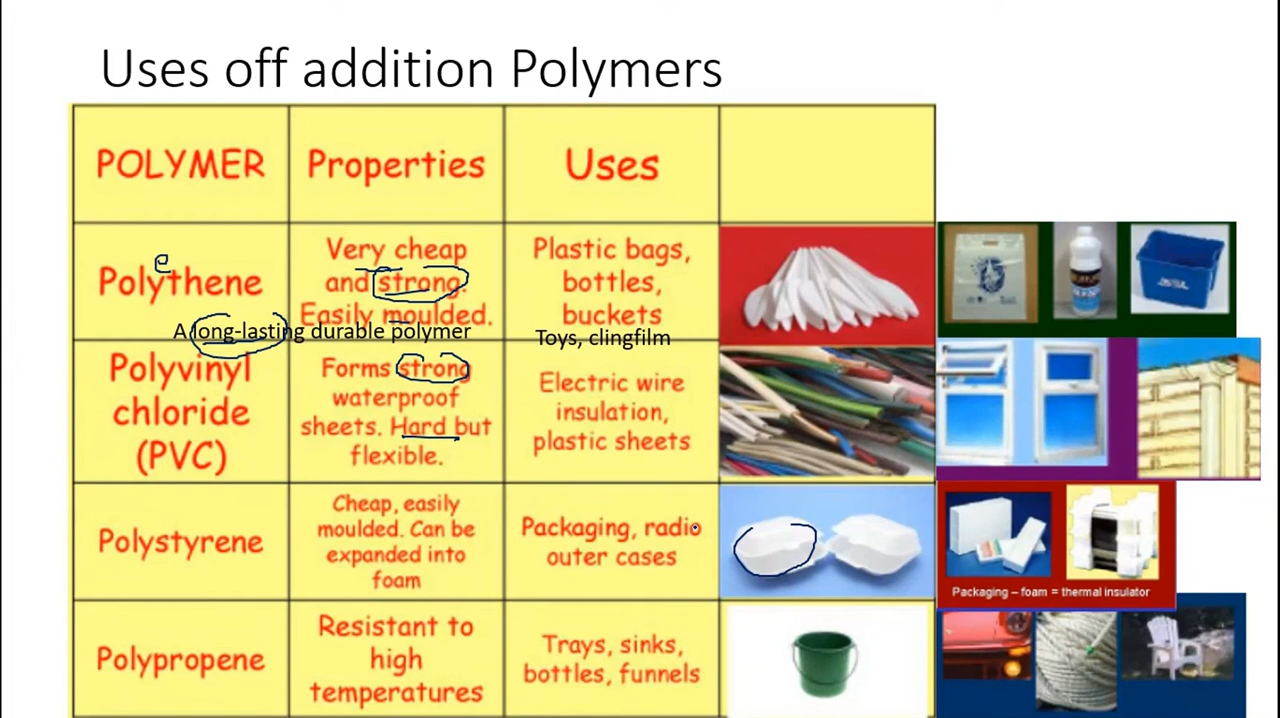 Uses off addition Polymers
POLYMER
Properties
Uses
e
Polythene
Very cheap
and strong.
Easily moulded.
Plastic bags,
bottles,
buckets
A long-lasting durable polymer
Toys, clingfilm
Polyvinyl
chloride
(PVC)
Forms strong
waterproof
sheets. Hard but
flexible.
Electric wire
insulation,
plastic sheets
Polystyrene
Cheap, easily
moulded. Can be
expanded into
foam
Packaging, radio
outer cases
Packaging – foam = thermal insulator
Polypropene
Resistant to
high
temperatures
Trays, sinks,
bottles, funnels